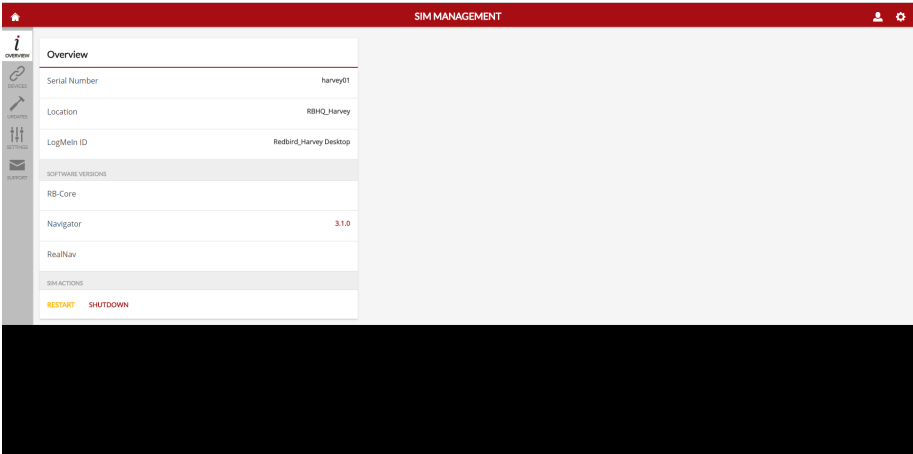 SIM MANAGEMENT
i
OVERVIEW
DEVICES
UPDATES
SETTINGS
SUPPORT
Overview
Serial Number harvey01
Location RBHQ_Harvey
LogMeIn ID Redbird_Harvey Desktop
SOFTWARE VERSIONS
RB-Core
Navigator 3.1.0
RealNav
SIM ACTIONS
RESTART SHUTDOWN